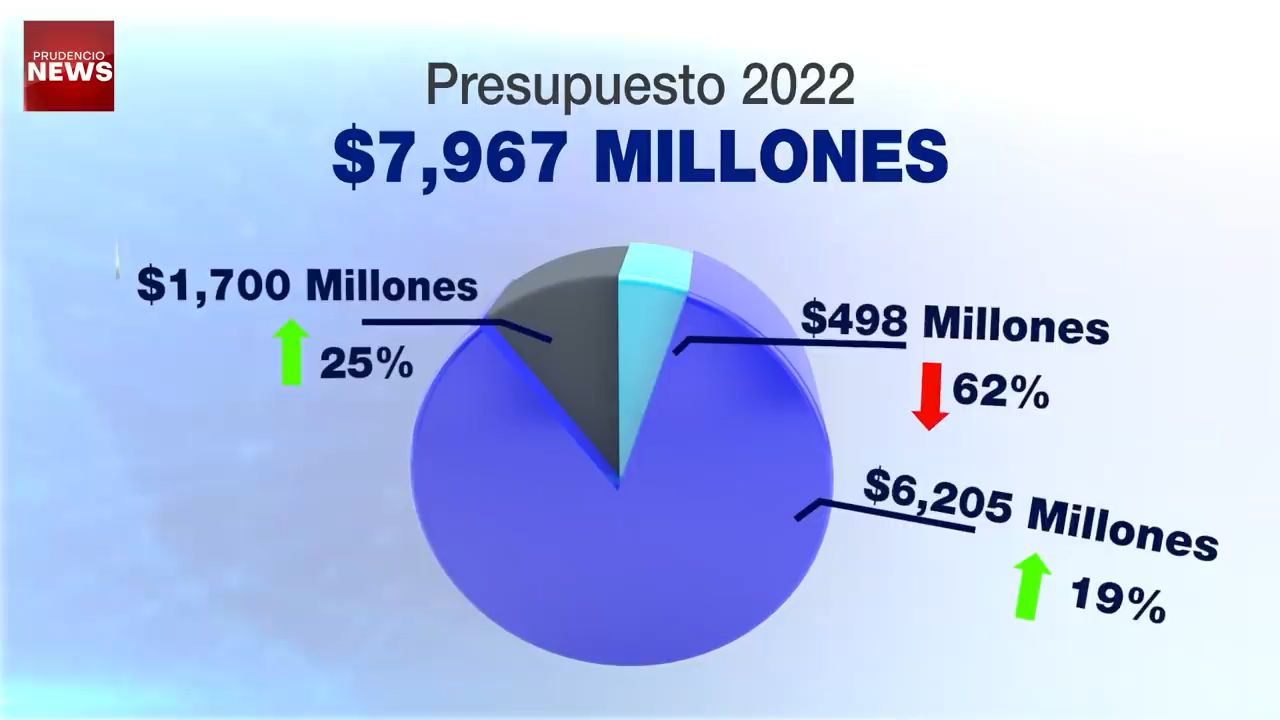 PRUDENCIO
NEWS
Presupuesto 2022
$7,967 MILLONES
$1,700 Millones
25%
$498 Millones
62%
$6,205 Millones
19%